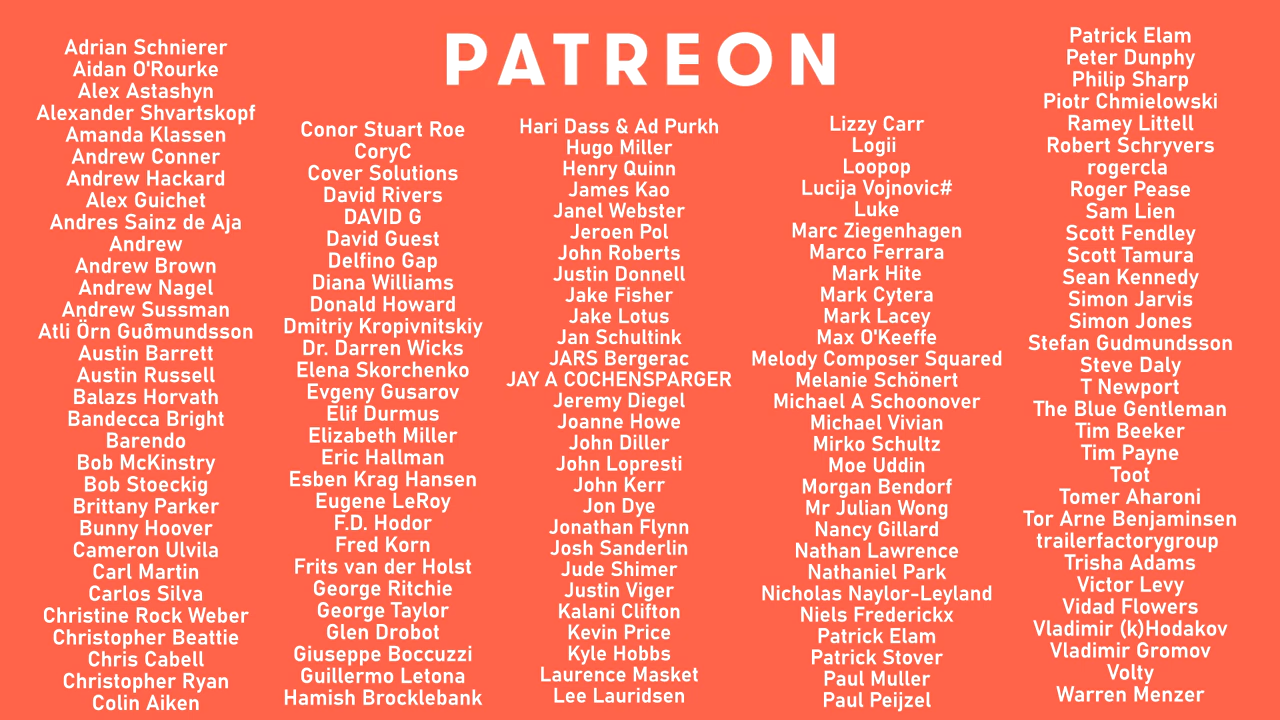 PATREON
Adrian Schnierer
Aidan O'Rourke
Alex Astashyn
Alexander Shvartskopf
Amanda Klassen
Andrew Conner
Andrew Hackard
Alex Guichet
Andres Sainz de Aja
Andrew
Andrew Brown
Andrew Nagel
Andrew Sussman
Atli Örn Guðmundsson
Austin Barrett
Austin Russell
Balazs Horvath
Bandecca Bright
Barendo
Bob McKinstry
Bob Stoeckig
Brittany Parker
Bunny Hoover
Cameron Ulvila
Carl Martin
Carlos Silva
Christine Rock Weber
Christopher Beattie
Chris Cabell
Christopher Ryan
Colin Aiken
Conor Stuart Roe
CoryC
Cover Solutions
David Rivers
DAVID G
David Guest
Delfino Gap
Diana Williams
Donald Howard
Dmitriy Kropivnitskiy
Dr. Darren Wicks
Elena Skorchenko
Evgeny Gusarov
Elif Durmus
Elizabeth Miller
Eric Hallman
Esben Krag Hansen
Eugene LeRoy
F.D. Hodor
Fred Korn
Frits van der Holst
George Ritchie
George Taylor
Glen Drobot
Giuseppe Boccuzzi
Guillermo Letona
Hamish Brocklebank
Hari Dass & Ad Purkh
Hugo Miller
Henry Quinn
James Kao
Janel Webster
Jeroen Pol
John Roberts
Justin Donnell
Jake Fisher
Jake Lotus
Jan Schultink
JARS Bergerac
JAY A COCHENSPARGER
Jeremy Diegel
Joanne Howe
John Diller
John Lopresti
John Kerr
Jon Dye
Jonathan Flynn
Josh Sanderlin
Jude Shimer
Justin Viger
Kalani Clifton
Kevin Price
Kyle Hobbs
Laurence Masket
Lee Lauridsen
Lizzy Carr
Logii
Loopop
Lucija Vojnovic#
Luke
Marc Ziegenhagen
Marco Ferrara
Mark Hite
Mark Cytera
Mark Lacey
Max O'Keeffe
Melody Composer Squared
Melanie Schönert
Michael A Schoonover
Michael Vivian
Mirko Schultz
Moe Uddin
Morgan Bendorf
Mr Julian Wong
Nancy Gillard
Nathan Lawrence
Nathaniel Park
Nicholas Naylor-Leyland
Niels Frederickx
Patrick Elam
Patrick Stover
Paul Muller
Paul Peijzel
Patrick Elam
Peter Dunphy
Philip Sharp
Piotr Chmielowski
Ramey Littell
Robert Schryvers
rogercla
Roger Pease
Sam Lien
Scott Fendley
Scott Tamura
Sean Kennedy
Simon Jarvis
Simon Jones
Stefan Gudmundsson
Steve Daly
T Newport
The Blue Gentleman
Tim Beeker
Tim Payne
Toot
Tomer Aharoni
Tor Arne Benjaminsen
trailerfactorygroup
Trisha Adams
Victor Levy
Vidad Flowers
Vladimir (k)Hodakov
Vladimir Gromov
Volty
Warren Menzer